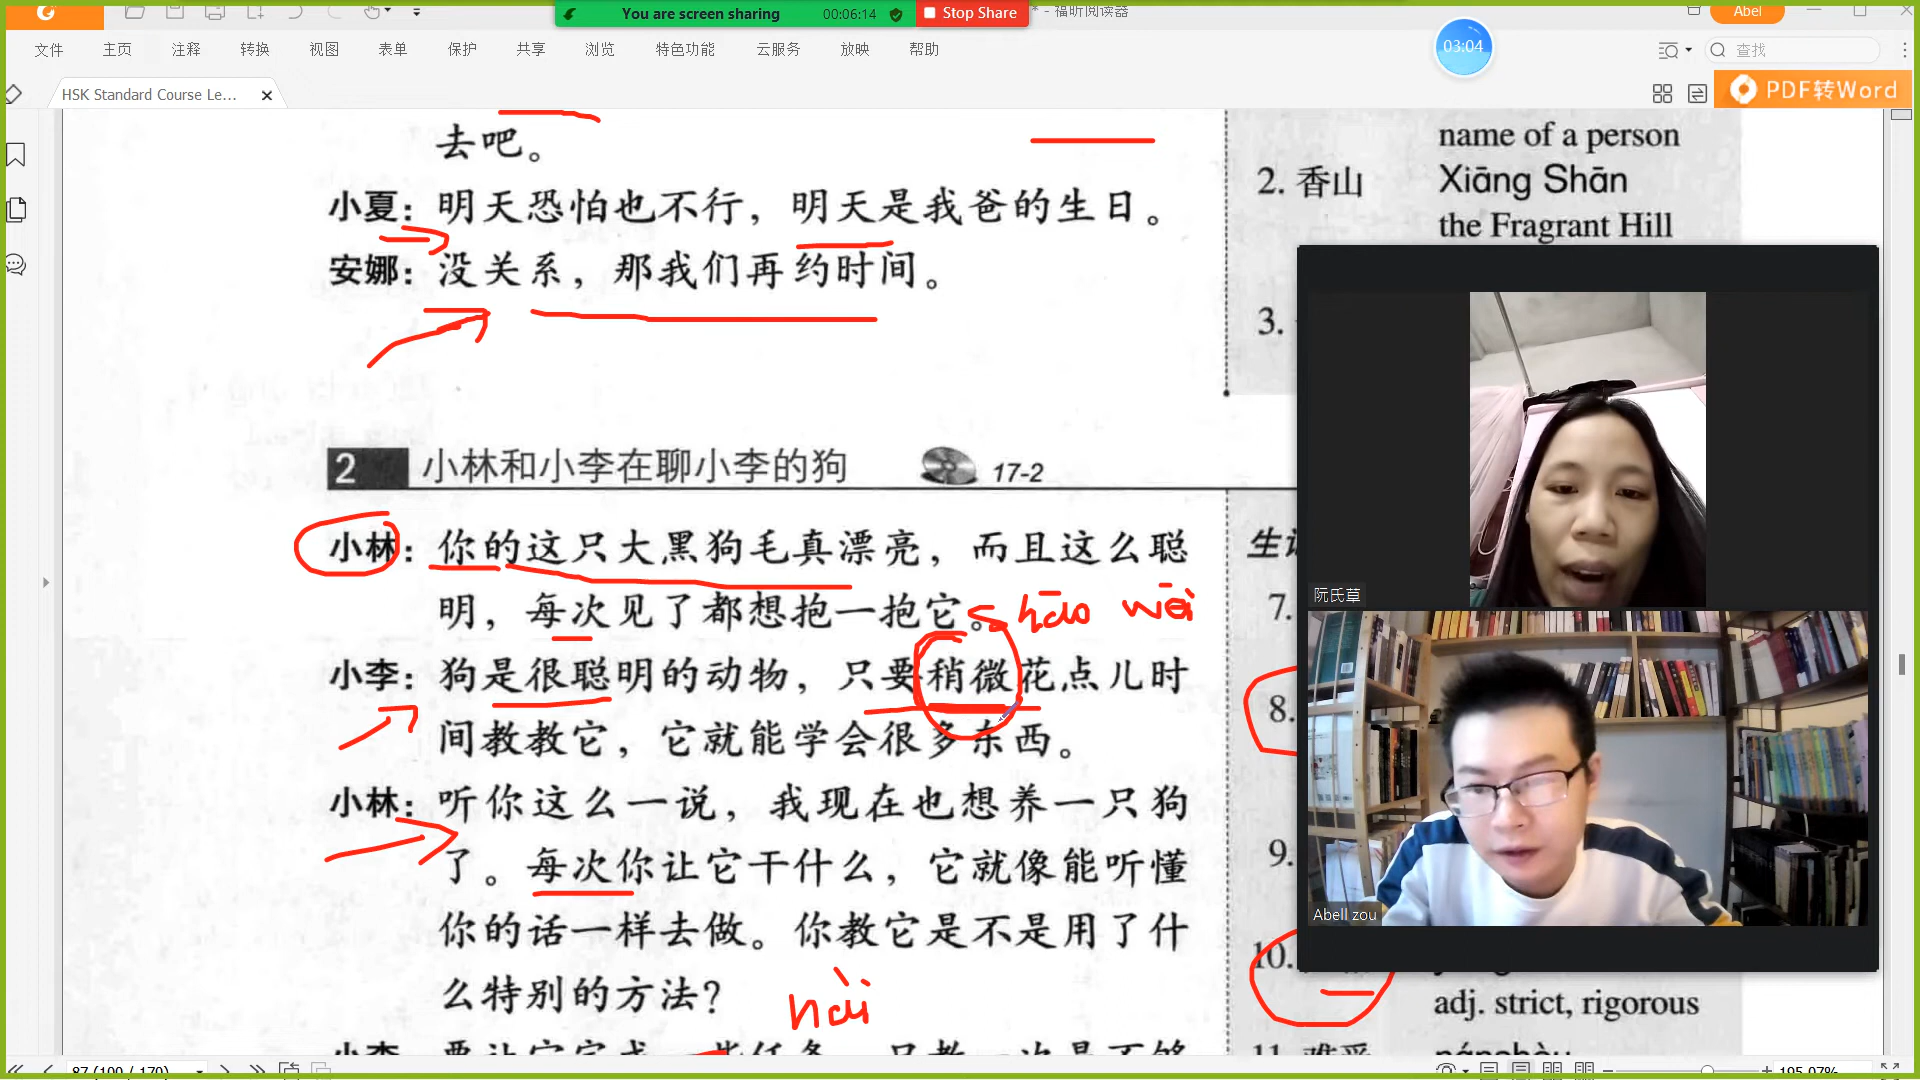 You are screen sharing 00:06:14 Stop Share
- 福昕阅读器
Abel
文件 主页 注释 转换 视图 表单 保护 共享 浏览 特色功能 云服务 放映 帮助
03:04
查找
HSK Standard Course Le...
PDF转Word
去吧。
小夏：明天恐怕也不行，明天是我爸的生日。
安娜：没关系，那我们再约时间。
name of a person
2. 香山 Xiāng Shān
the Fragrant Hill
3.
2 小林和小李在聊小李的狗 17-2
小林：你的这只大黑狗毛真漂亮，而且这么聪
明，每次见了都想抱一抱它。
小李：狗是很聪明的动物，只要稍微花点儿时
间教教它，它就能学会很多东西。
小林：听你这么一说，我现在也想养一只狗
了。每次你让它干什么，它就像能听懂
你的话一样去做。你教它是不是用了什
么特别的方法？
7.
8.
9.
10.
adj. strict, rigorous
阮氏草
Abell zou
87 (100 / 170)
195.07%